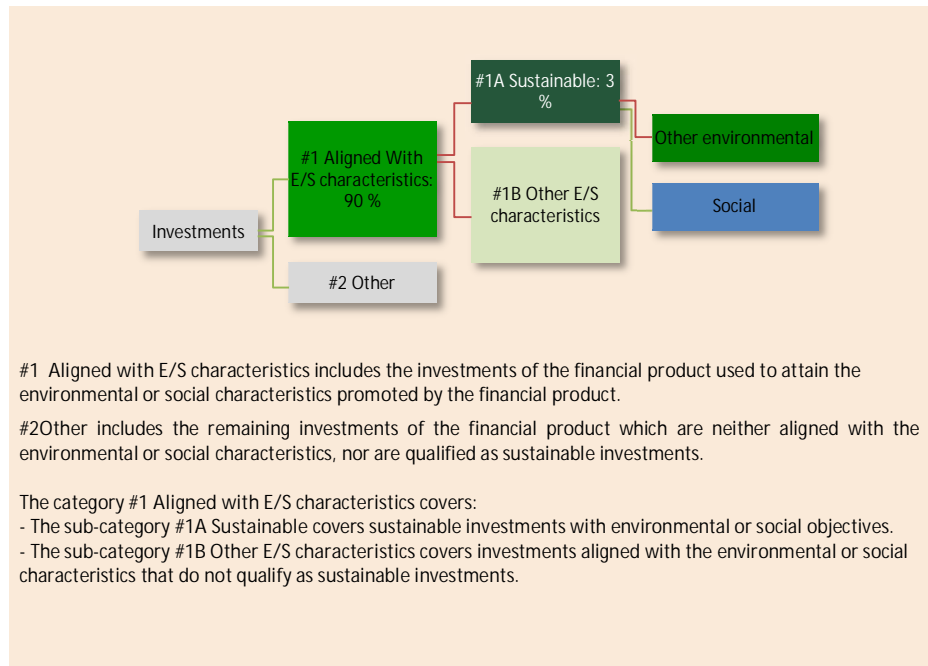 #1A Sustainable: 3
%
Other environmental
#1 Aligned With
E/S characteristics:
90 %
#1B Other E/S
characteristics
Social
Investments
#2 Other
#1 Aligned with E/S characteristics includes the investments of the financial product used to attain the
environmental or social characteristics promoted by the financial product.
#2Other includes the remaining investments of the financial product which are neither aligned with the
environmental or social characteristics, nor are qualified as sustainable investments.
The category #1 Aligned with E/S characteristics covers:
- The sub-category #1A Sustainable covers sustainable investments with environmental or social objectives.
- The sub-category #1B Other E/S characteristics covers investments aligned with the environmental or social
characteristics that do not qualify as sustainable investments.